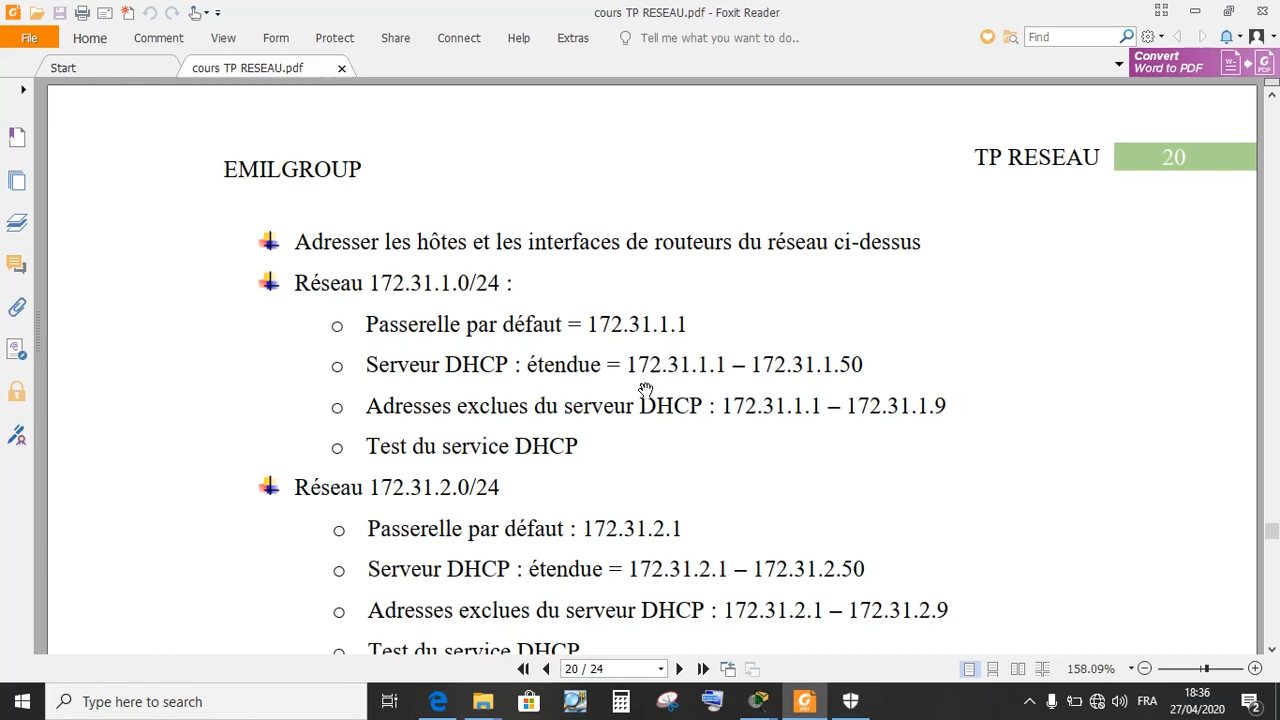 cours TP RESEAU.pdf - Foxit Reader
File Home Comment View Form Protect Share Connect Help Extras Tell me what you want to do.. Find
Start cours TP RESEAU.pdf
Convert
Word to PDF
EMILGROUP
TP RESEAU 20
Adresser les hôtes et les interfaces de routeurs du réseau ci-dessus
Réseau 172.31.1.0/24 :
o Passerelle par défaut = 172.31.1.1
o Serveur DHCP : étendue = 172.31.1.1 – 172.31.1.50
o Adresses exclues du serveur DHCP : 172.31.1.1 – 172.31.1.9
o Test du service DHCP
Réseau 172.31.2.0/24
o Passerelle par défaut : 172.31.2.1
o Serveur DHCP : étendue = 172.31.2.1 – 172.31.2.50
o Adresses exclues du serveur DHCP : 172.31.2.1 – 172.31.2.9
o Test du service DHCP
20 / 24
158.09%
Type here to search
FRA
18:36
27/04/2020
2